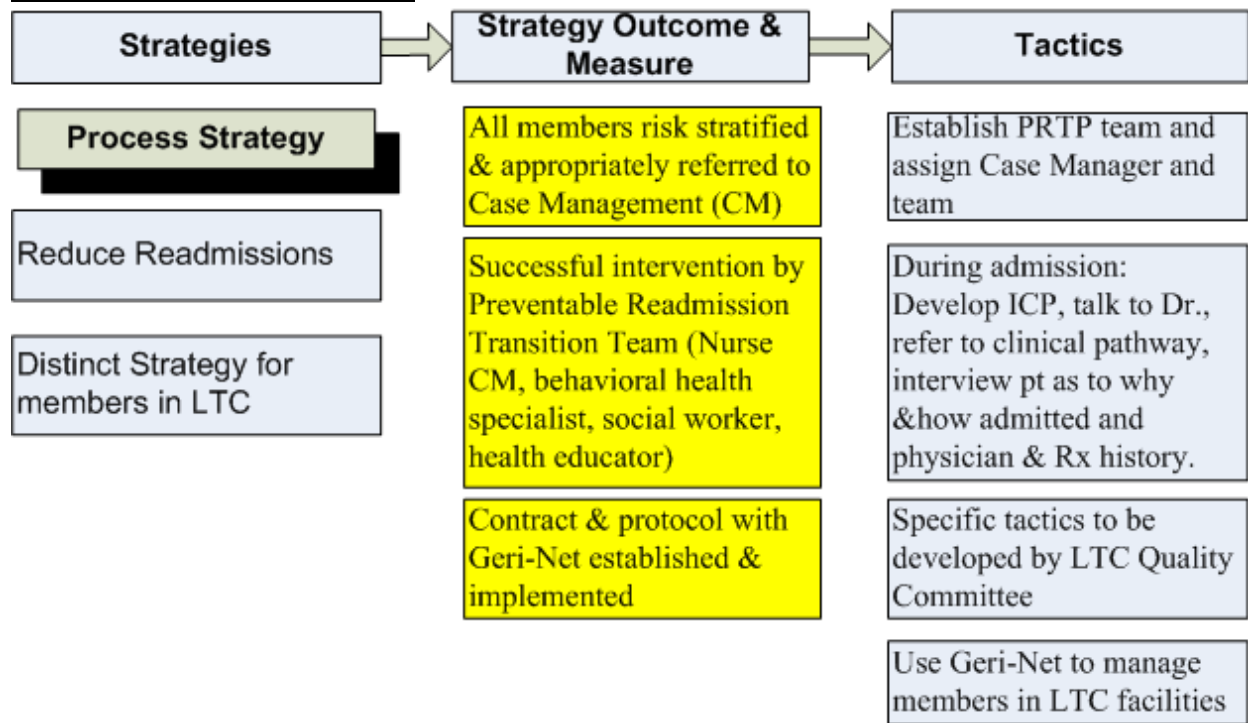 Strategies
Strategy Outcome &
Measure
Tactics
Process Strategy
Reduce Readmissions
Distinct Strategy for
members in LTC
All members risk stratified
& appropriately referred to
Case Management (CM)
Successful intervention by
Preventable Readmission
Transition Team (Nurse
CM, behavioral health
specialist, social worker,
health educator)
Contract & protocol with
Geri-Net established &
implemented
Establish PRTP team and
assign Case Manager and
team
During admission:
Develop ICP, talk to Dr.,
refer to clinical pathway,
interview pt as to why
&how admitted and
physician & Rx history.
Specific tactics to be
developed by LTC Quality
Committee
Use Geri-Net to manage
members in LTC facilities